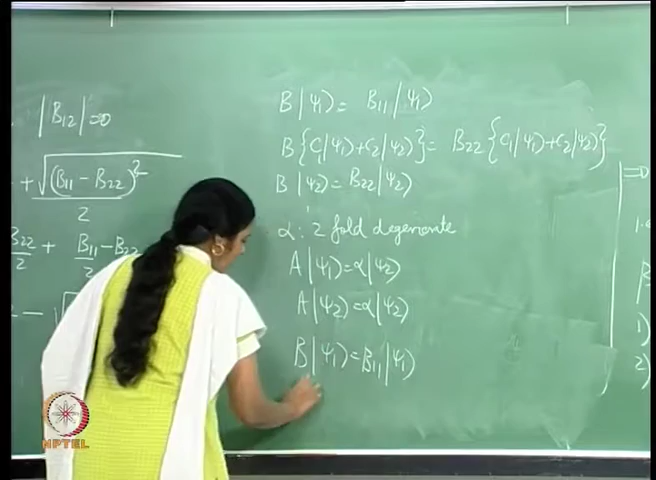 NPTEL
|B₁₂| = 0
+ √(B₁₁ − B₂₂)² / 2
B₂₂/2 + (B₁₁ − B₂₂)/2
B|ψ₁⟩ = B₁₁|ψ₁⟩
B{C₁|ψ₁⟩ + C₂|ψ₂⟩} = B₂₂{C₁|ψ₁⟩ + C₂|ψ₂⟩}
B|ψ₂⟩ = B₂₂|ψ₂⟩
α: 2 fold degenerate
A|ψ₁⟩ = α|ψ₁⟩
A|ψ₂⟩ = α|ψ₂⟩
B|ψ₁⟩ = B₁₁|ψ₁⟩
1)
2)
NPTEL